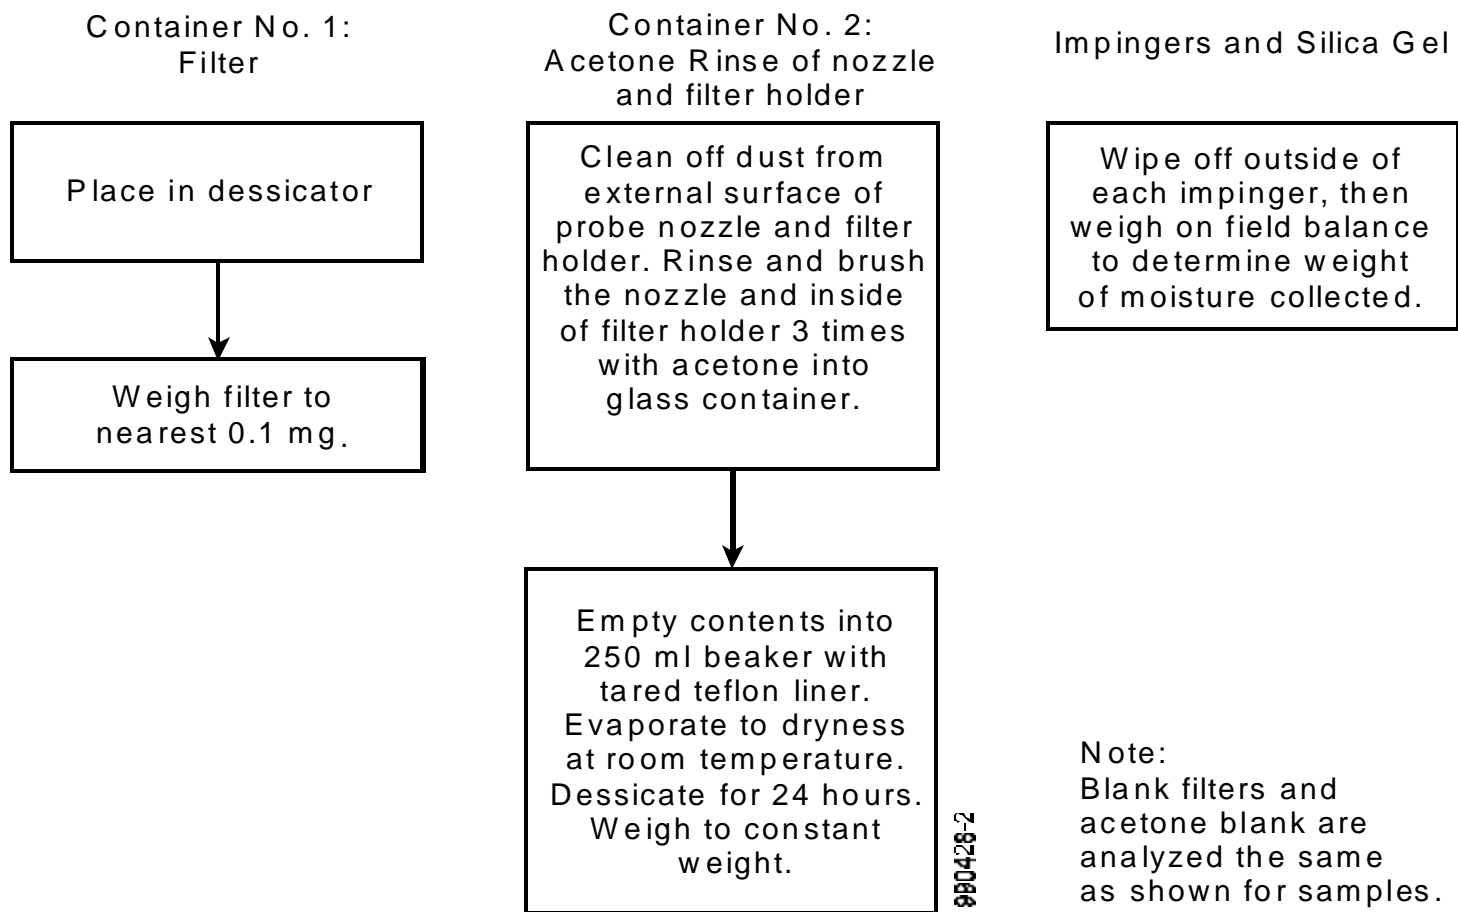 Container No. 1:
Filter
Place in dessicator
Weigh filter to
nearest 0.1 mg.
Container No. 2:
Acetone Rinse of nozzle
and filter holder
Clean off dust from
external surface of
probe nozzle and filter
holder. Rinse and brush
the nozzle and inside
of filter holder 3 times
with acetone into
glass container.
Empty contents into
250 ml beaker with
tared teflon liner.
Evaporate to dryness
at room temperature.
Dessicate for 24 hours.
Weigh to constant
weight.
990428-2
Impingers and Silica Gel
Wipe off outside of
each impinger, then
weigh on field balance
to determine weight
of moisture collected.
Note:
Blank filters and
acetone blank are
analyzed the same
as shown for samples.